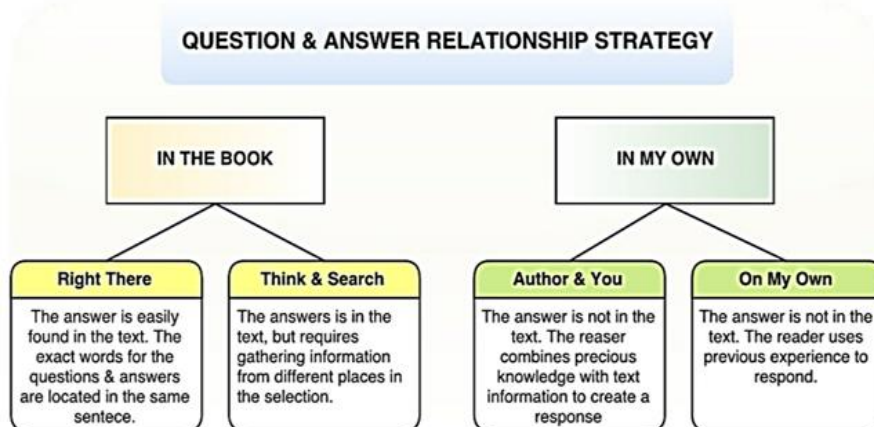 QUESTION & ANSWER RELATIONSHIP STRATEGY
IN THE BOOK
IN MY OWN
Right There
The answer is easily
found in the text. The
exact words for the
questions & answers
are located in the same
sentece.
Think & Search
The answers is in the
text, but requires
gathering information
from different places in
the selection.
Author & You
The answer is not in the
text. The reaser
combines precious
knowledge with text
information to create a
response
On My Own
The answer is not in the
text. The reader uses
previous experience to
respond.